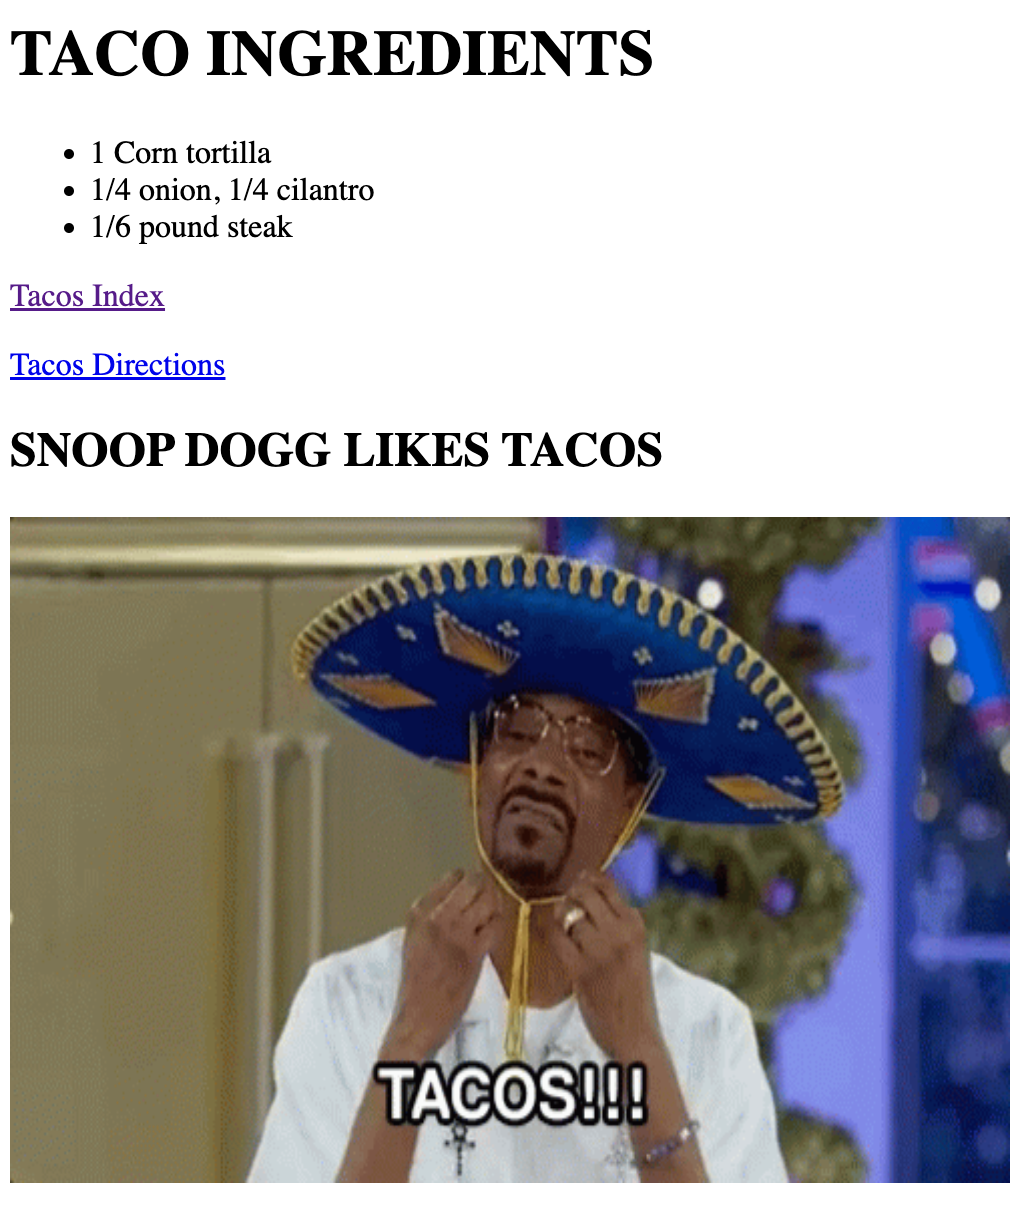 TACO INGREDIENTS
1 Corn tortilla
1/4 onion, 1/4 cilantro
1/6 pound steak
Tacos Index
Tacos Directions
SNOOP DOGG LIKES TACOS
TACOS!!!